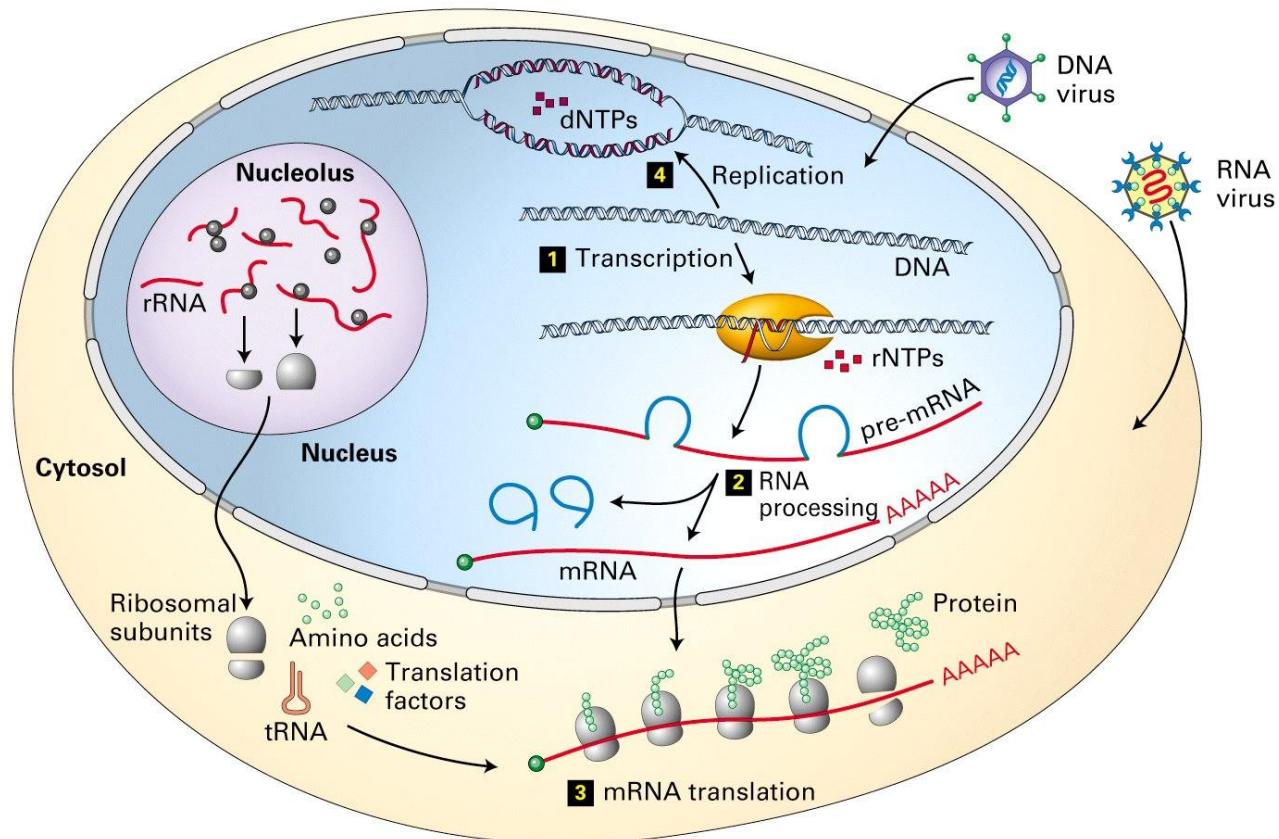 DNA
virus
dNTPs
RNA
virus
Nucleolus
4 Replication
1 Transcription
DNA
rRNA
rNTPs
pre-mRNA
Nucleus
Cytosol
2 RNA
processing
AAAAA
mRNA
Ribosomal
subunits
Amino acids
Protein
Translation
factors
AAAAA
tRNA
3 mRNA translation